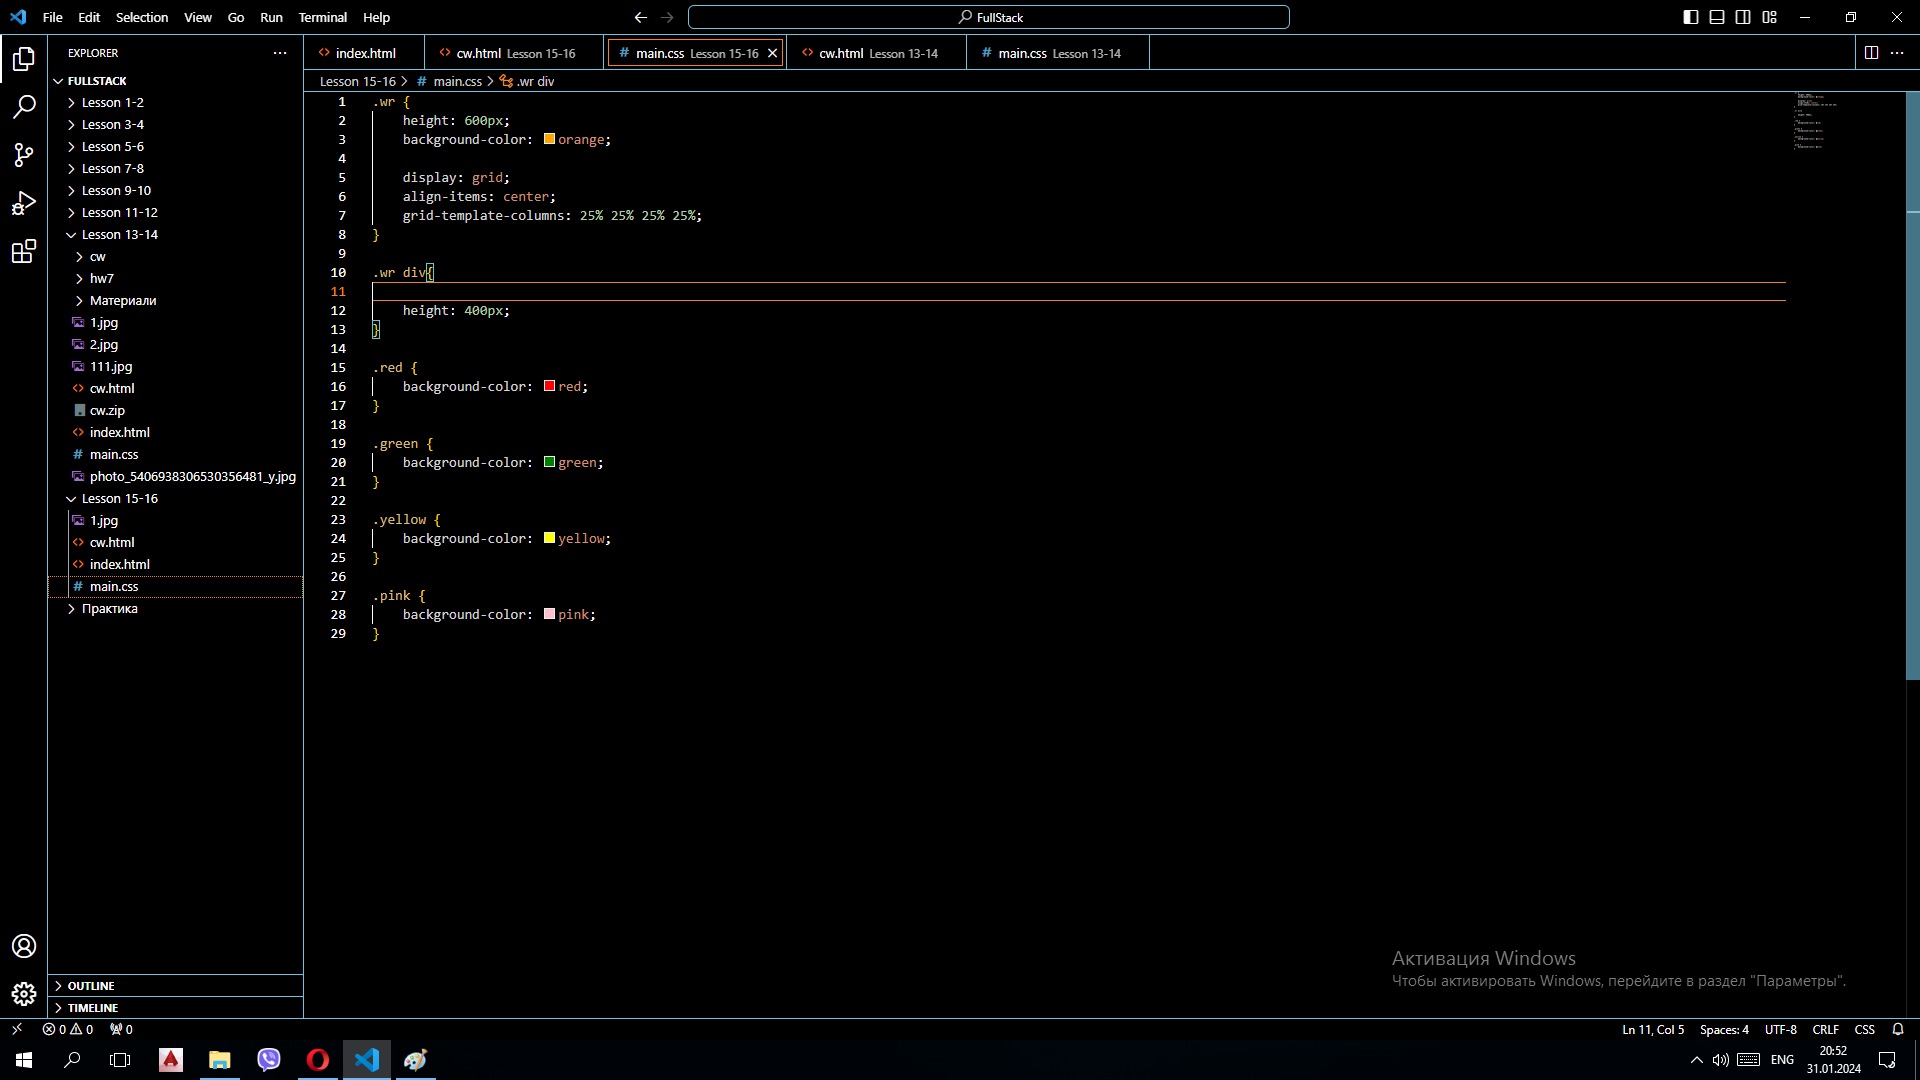 File Edit Selection View Go Run Terminal Help
FullStack
EXPLORER
index.html
cw.html Lesson 15-16
main.css Lesson 15-16
cw.html Lesson 13-14
main.css Lesson 13-14
Lesson 15-16 > # main.css > .wr div
FULLSTACK
Lesson 1-2
Lesson 3-4
Lesson 5-6
Lesson 7-8
Lesson 9-10
Lesson 11-12
Lesson 13-14
cw
hw7
Материали
1.jpg
2.jpg
111.jpg
cw.html
cw.zip
index.html
main.css
photo_5406938306530356481_y.jpg
Lesson 15-16
1.jpg
cw.html
index.html
main.css
Практика
OUTLINE
TIMELINE
1 .wr {
2 height: 600px;
3 background-color: orange;
4
5 display: grid;
6 align-items: center;
7 grid-template-columns: 25% 25% 25% 25%;
8 }
9
10 .wr div{
11
12 height: 400px;
13 }
14
15 .red {
16 background-color: red;
17 }
18
19 .green {
20 background-color: green;
21 }
22
23 .yellow {
24 background-color: yellow;
25 }
26
27 .pink {
28 background-color: pink;
29 }
Активация Windows
Чтобы активировать Windows, перейдите в раздел "Параметры".
0 0 0
Ln 11, Col 5 Spaces: 4 UTF-8 CRLF CSS
ENG
20:52
31.01.2024